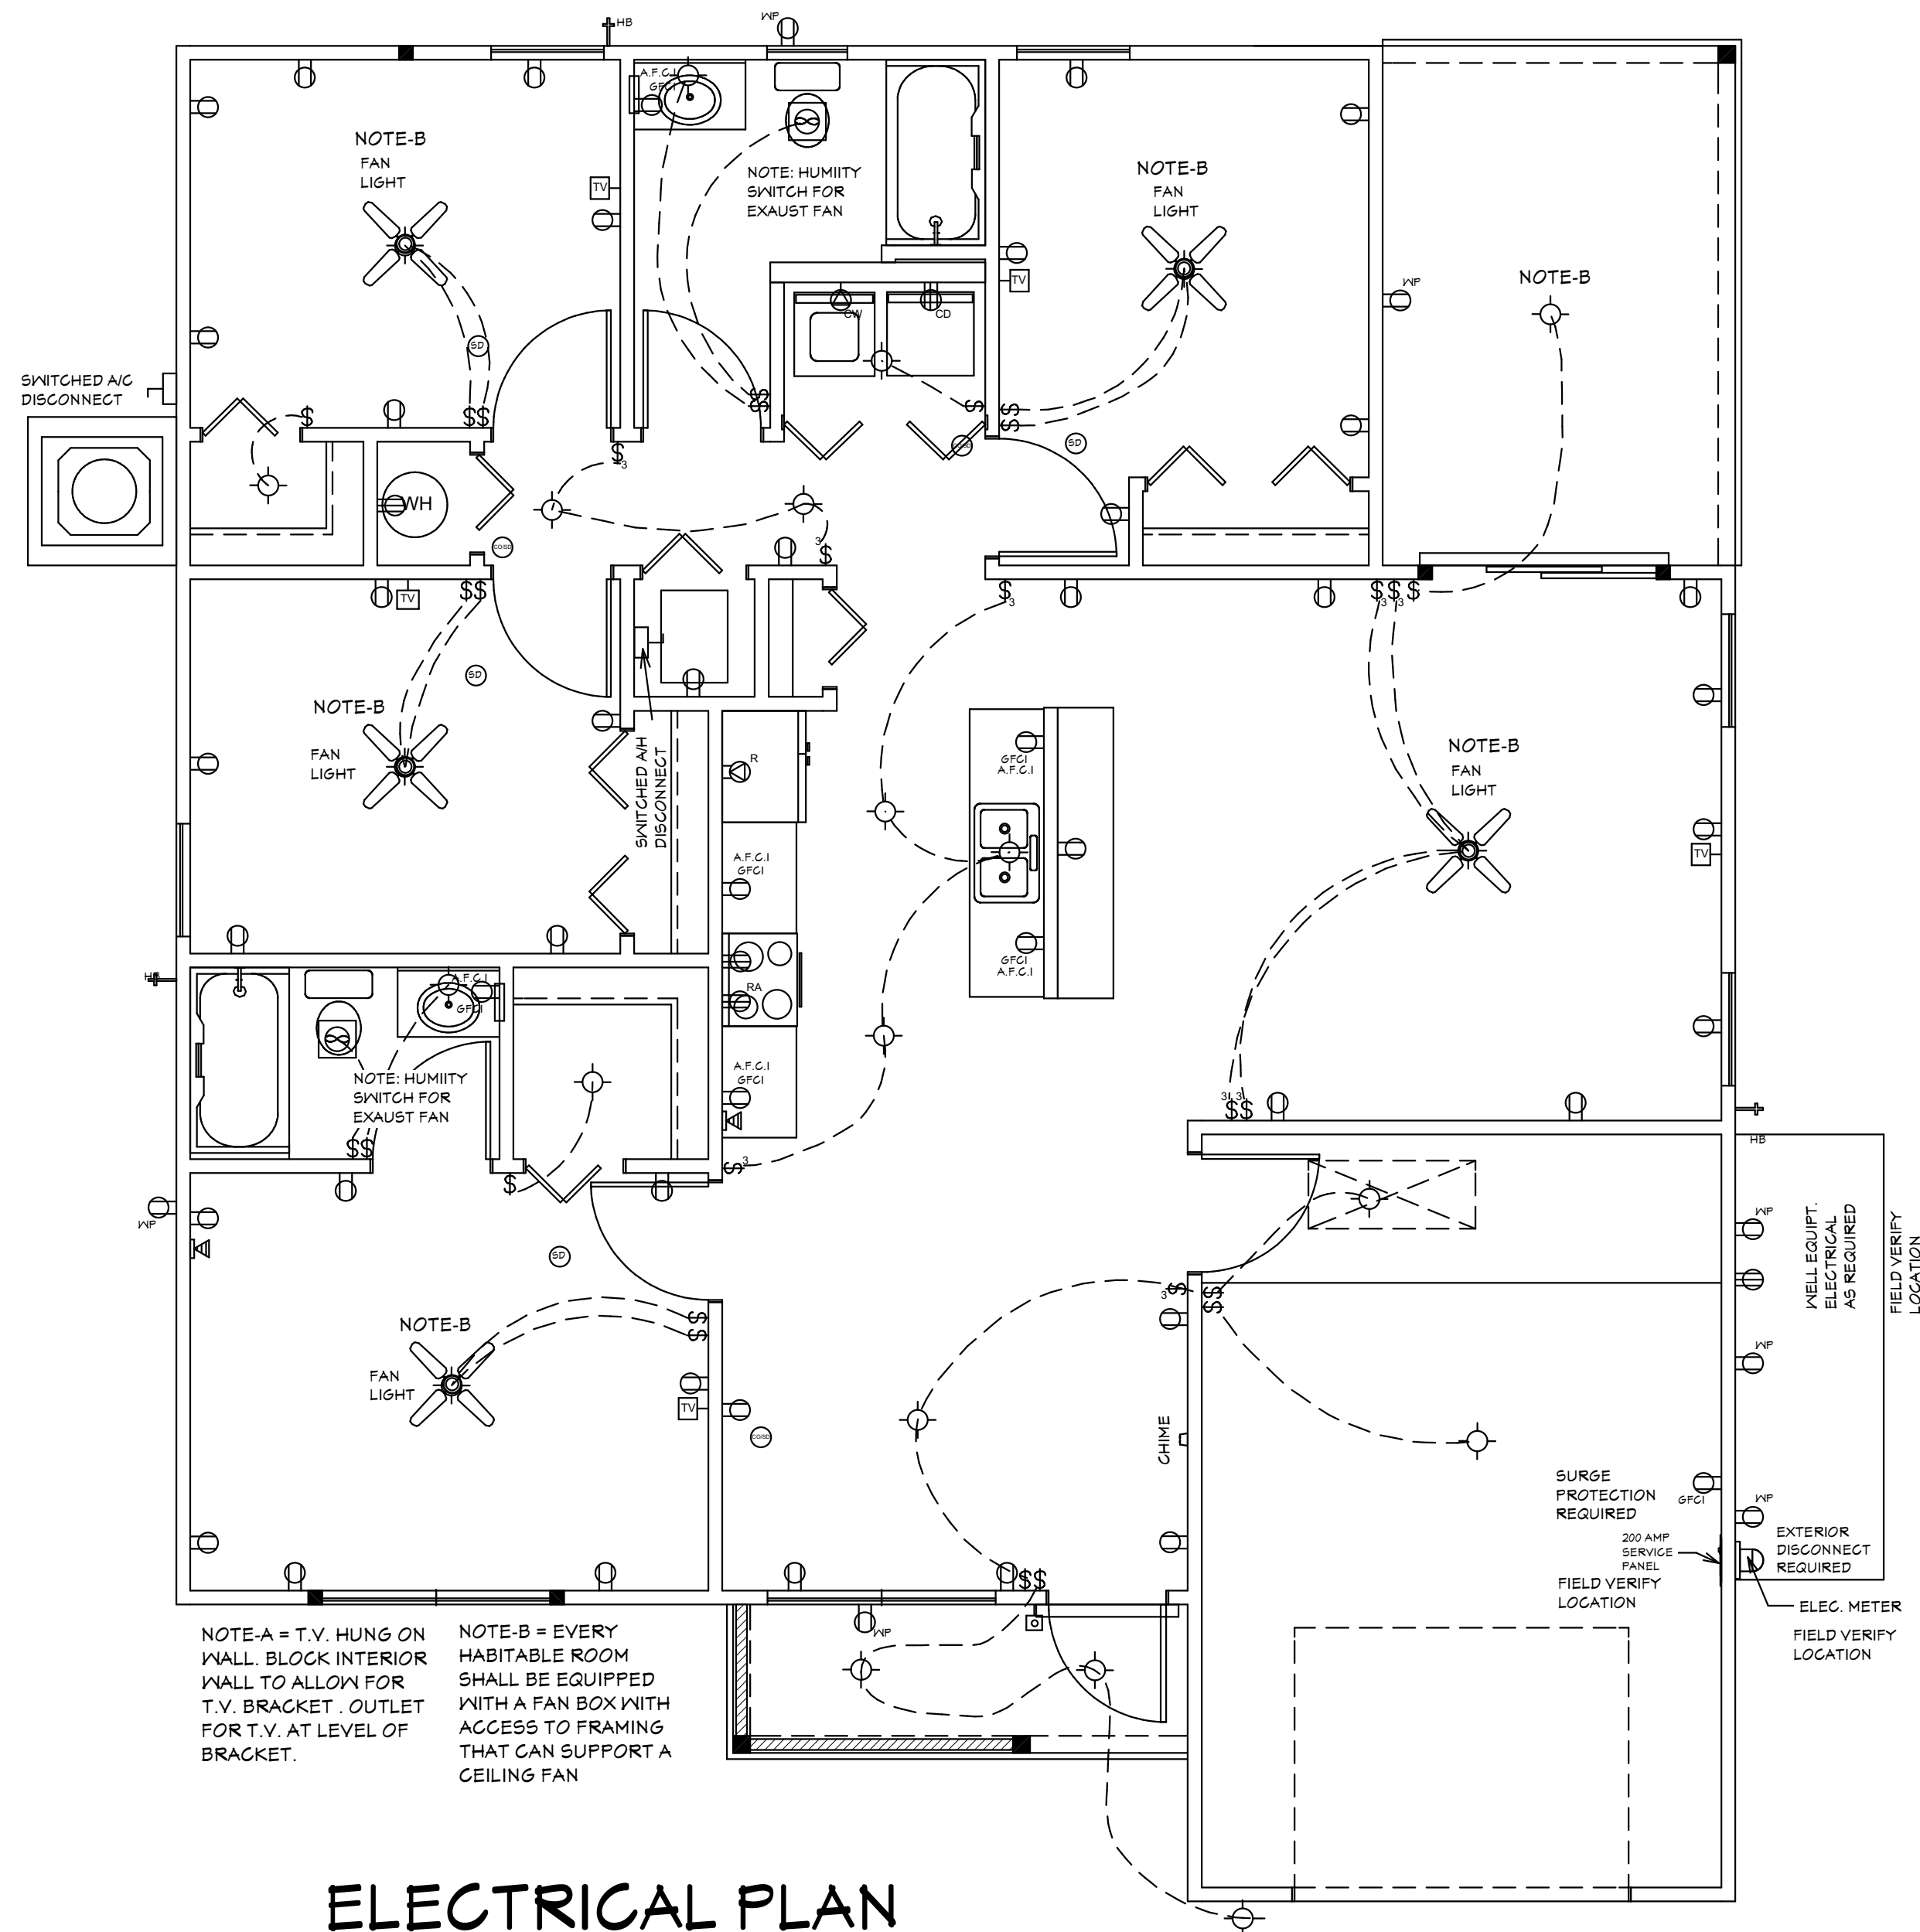 HB
WP
A.F.C.I
GFCI
NOTE-B
FAN
LIGHT
TV
NOTE: HUMIITY
SWITCH FOR
EXAUST FAN
NOTE-B
FAN
LIGHT
TV
WP
NOTE-B
CW
CD
SD
SWITCHED A/C
DISCONNECT
$
$$
$$
$
$$
SD
$3
WH
CO/SD
3
$
TV
$$
$3
$3$3$
SD
NOTE-B
FAN
LIGHT
SWITCHED A/H
DISCONNECT
R
GFCI
A.F.C.I
NOTE-B
FAN
LIGHT
TV
A.F.C.I
GFCI
GFCI
A.F.C.I
HB
A.F.C.I
GFCI
RA
A.F.C.I
GFCI
NOTE: HUMIITY
SWITCH FOR
EXAUST FAN
$$
3 3
$$
HB
$3
$
WP
SD
WP
WELL EQUIPT.
ELECTRICAL
AS REQUIRED
FIELD VERIFY
LOCATION
3$
$$
NOTE-B
FAN
LIGHT
$$
TV
CO/SD
CHIME
WP
SURGE
PROTECTION
REQUIRED
GFCI
WP
200 AMP
SERVICE
PANEL
EXTERIOR
DISCONNECT
REQUIRED
FIELD VERIFY
LOCATION
ELEC. METER
FIELD VERIFY
LOCATION
$$
WP
NOTE-A = T.V. HUNG ON
WALL. BLOCK INTERIOR
WALL TO ALLOW FOR
T.V. BRACKET . OUTLET
FOR T.V. AT LEVEL OF
BRACKET.
NOTE-B = EVERY
HABITABLE ROOM
SHALL BE EQUIPPED
WITH A FAN BOX WITH
ACCESS TO FRAMING
THAT CAN SUPPORT A
CEILING FAN
ELECTRICAL PLAN